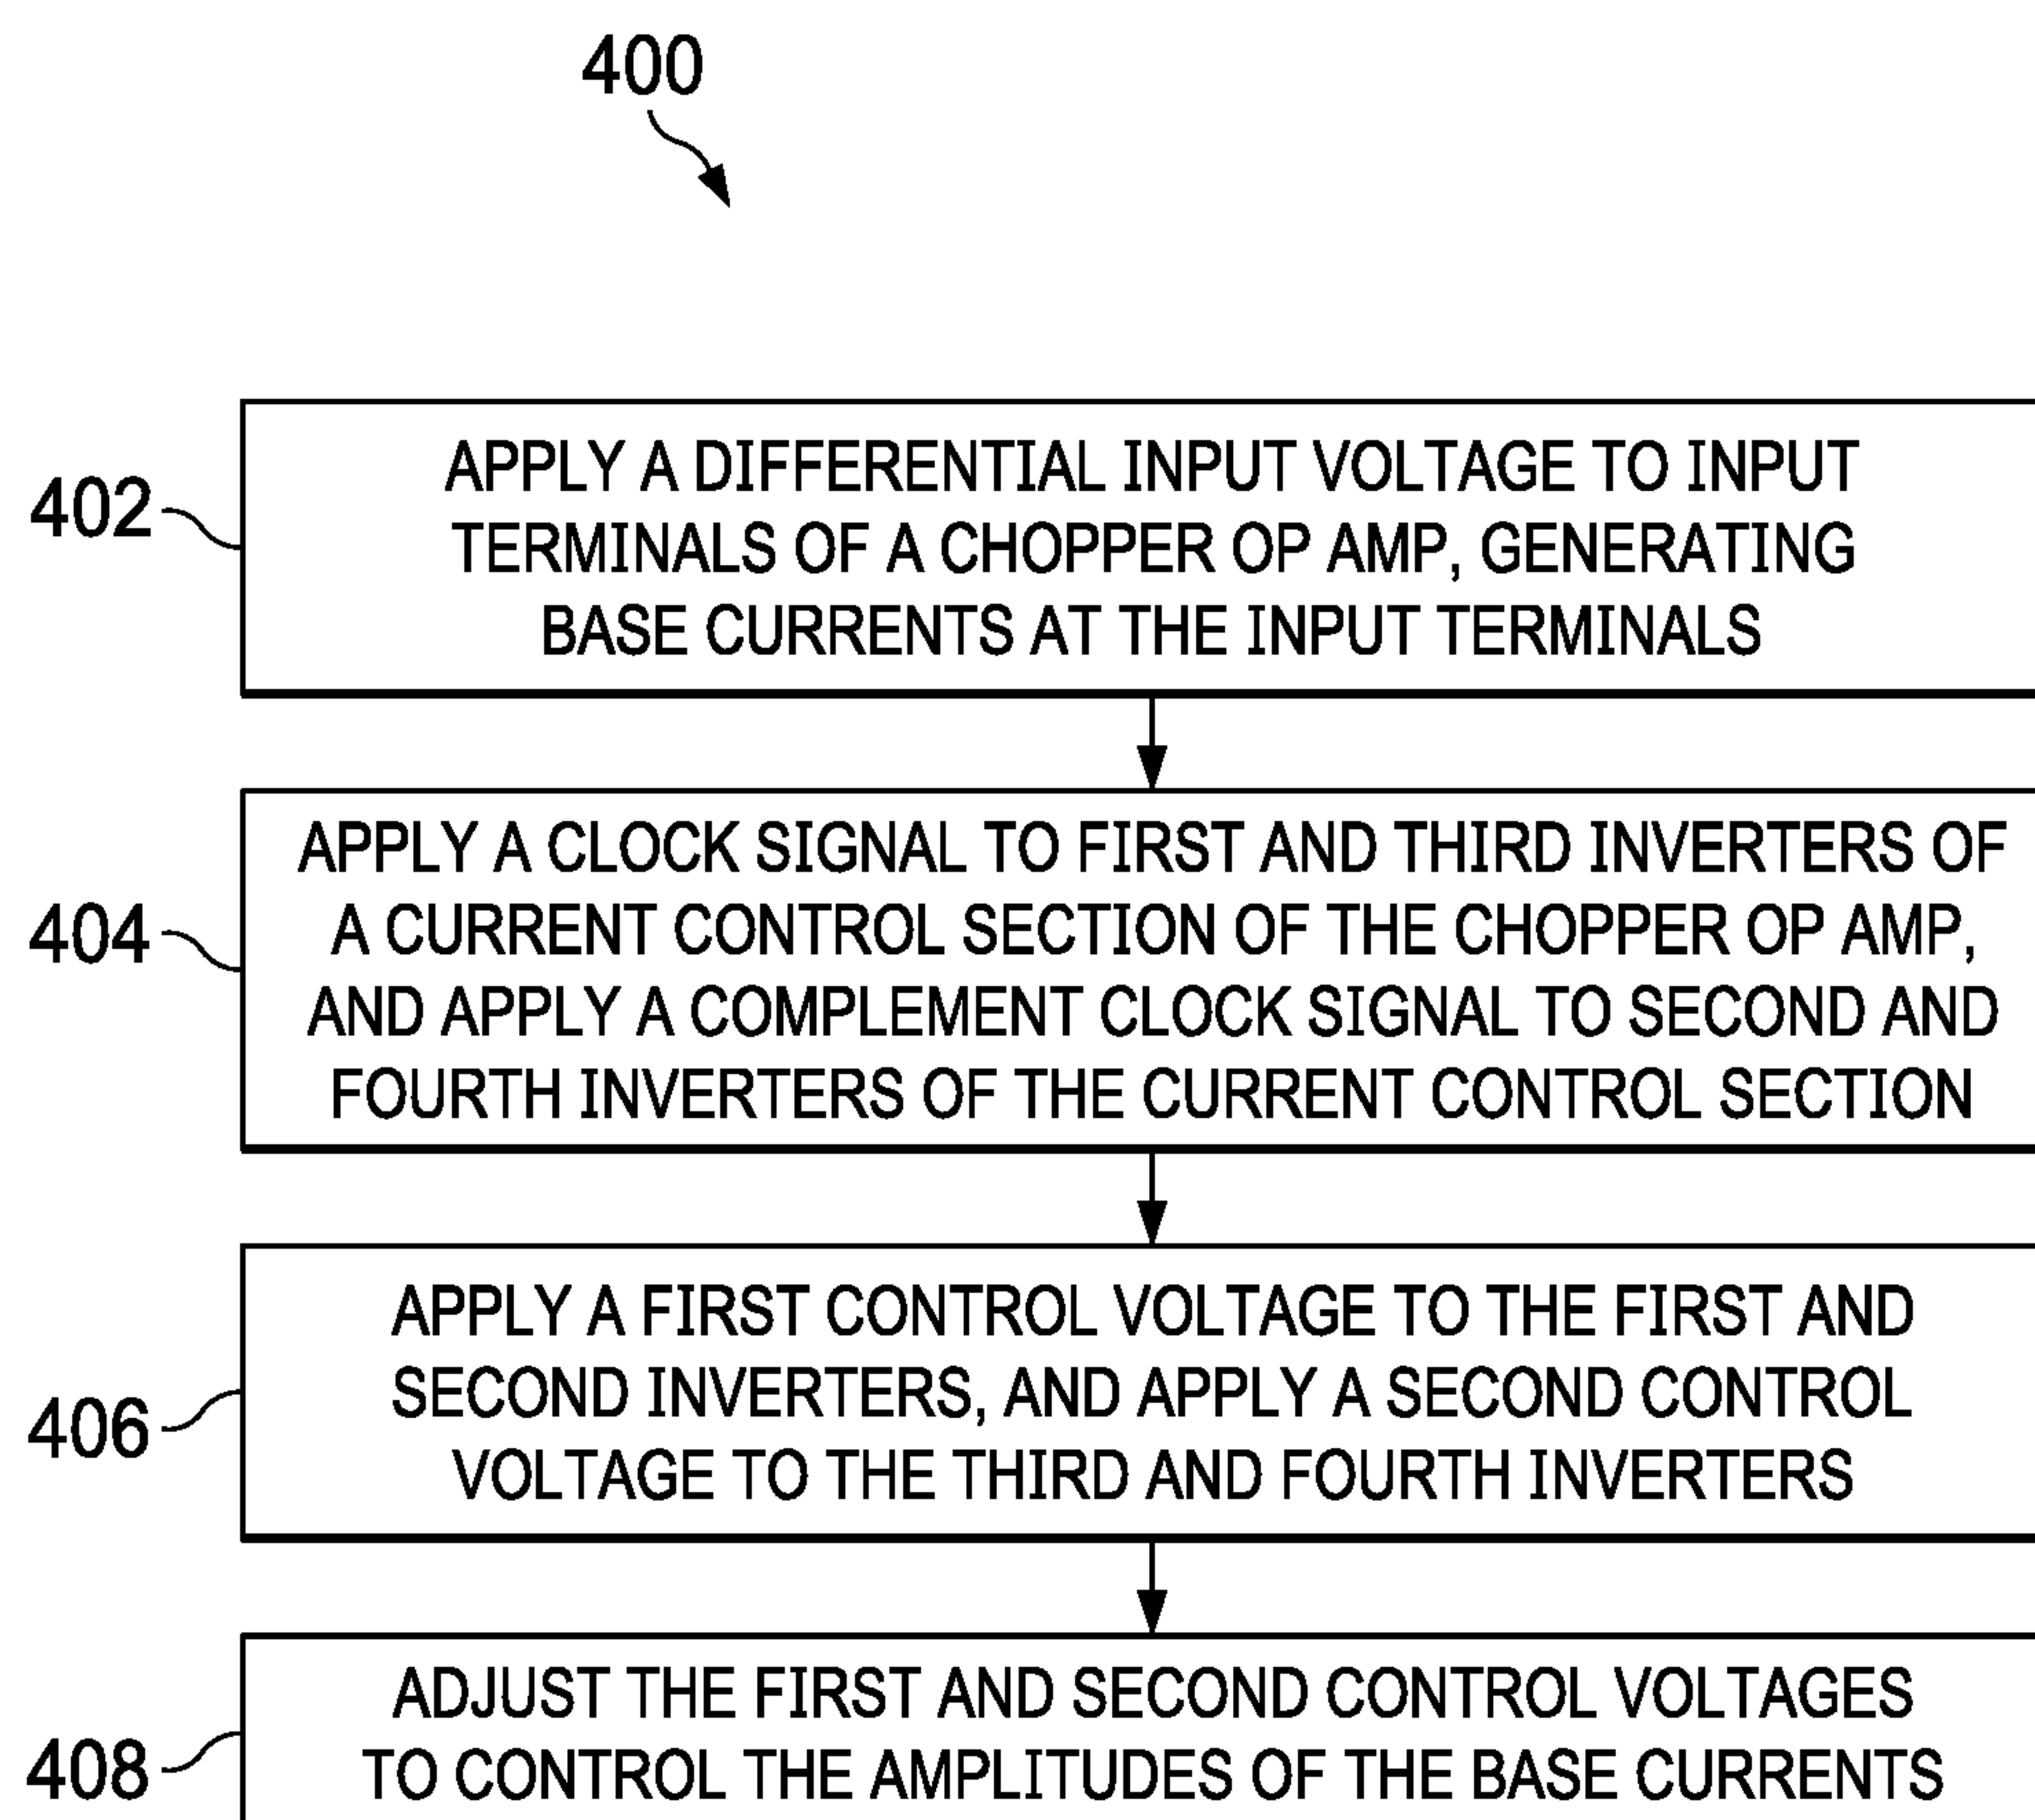 400
402
APPLY A DIFFERENTIAL INPUT VOLTAGE TO INPUT
TERMINALS OF A CHOPPER OP AMP, GENERATING
BASE CURRENTS AT THE INPUT TERMINALS
404
APPLY A CLOCK SIGNAL TO FIRST AND THIRD INVERTERS OF
A CURRENT CONTROL SECTION OF THE CHOPPER OP AMP,
AND APPLY A COMPLEMENT CLOCK SIGNAL TO SECOND AND
FOURTH INVERTERS OF THE CURRENT CONTROL SECTION
406
APPLY A FIRST CONTROL VOLTAGE TO THE FIRST AND
SECOND INVERTERS, AND APPLY A SECOND CONTROL
VOLTAGE TO THE THIRD AND FOURTH INVERTERS
408
ADJUST THE FIRST AND SECOND CONTROL VOLTAGES
TO CONTROL THE AMPLITUDES OF THE BASE CURRENTS